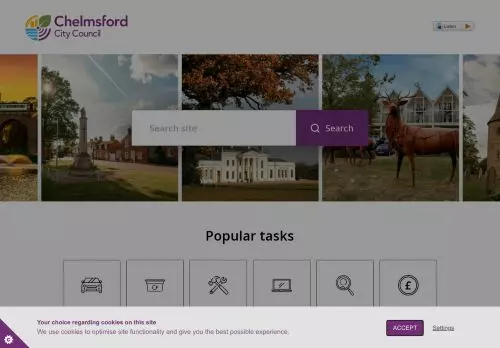 Chelmsford
City Council
Listen
Search site
Search
Popular tasks
£
Your choice regarding cookies on this site
We use cookies to optimise site functionality and give you the best possible experience.
ACCEPT
Settings